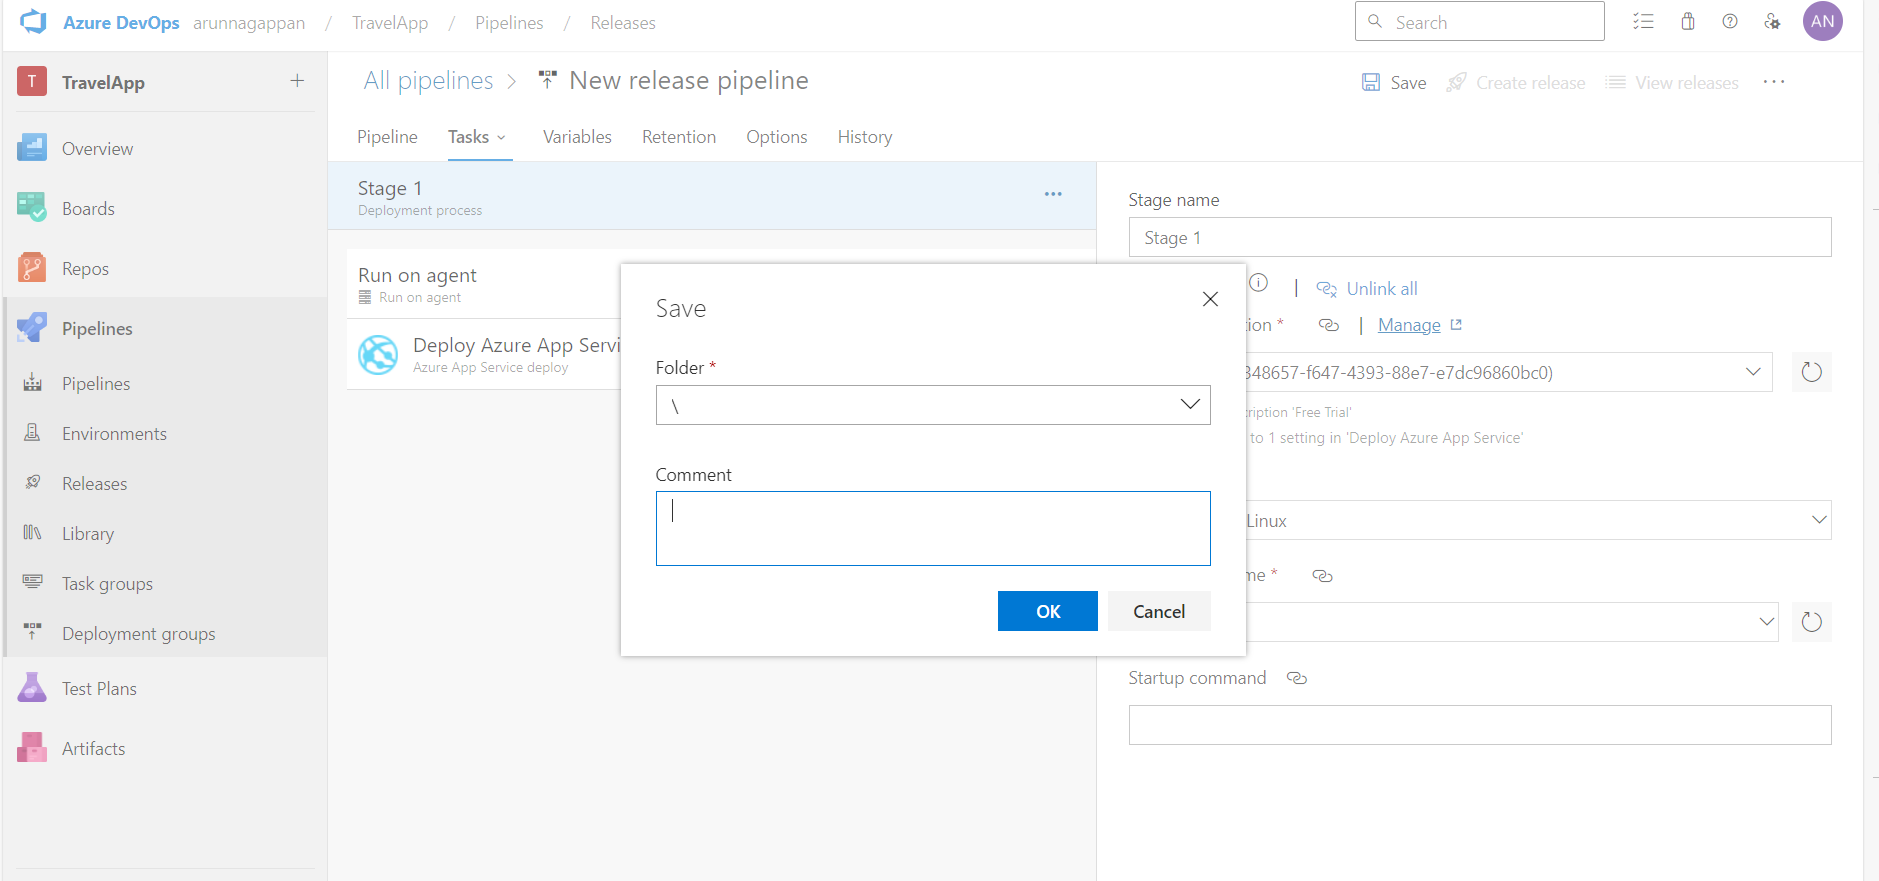 Azure DevOps arunnagappan / TravelApp / Pipelines / Releases
Search
AN
T TravelApp +
Overview
Boards
Repos
Pipelines
Pipelines
Environments
Releases
Library
Task groups
Deployment groups
Test Plans
Artifacts
All pipelines > New release pipeline
Save Create release View releases ...
Pipeline Tasks Variables Retention Options History
Stage 1
Deployment process
Run on agent
Run on agent
Deploy Azure App Servi
Azure App Service deploy
Stage name
Stage 1
| Unlink all
ion * | Manage
348657-f647-4393-88e7-e7dc96860bc0)
cription 'Free Trial'
to 1 setting in 'Deploy Azure App Service'
Linux
me *
Startup command
Save
Folder *
\
Comment
OK Cancel